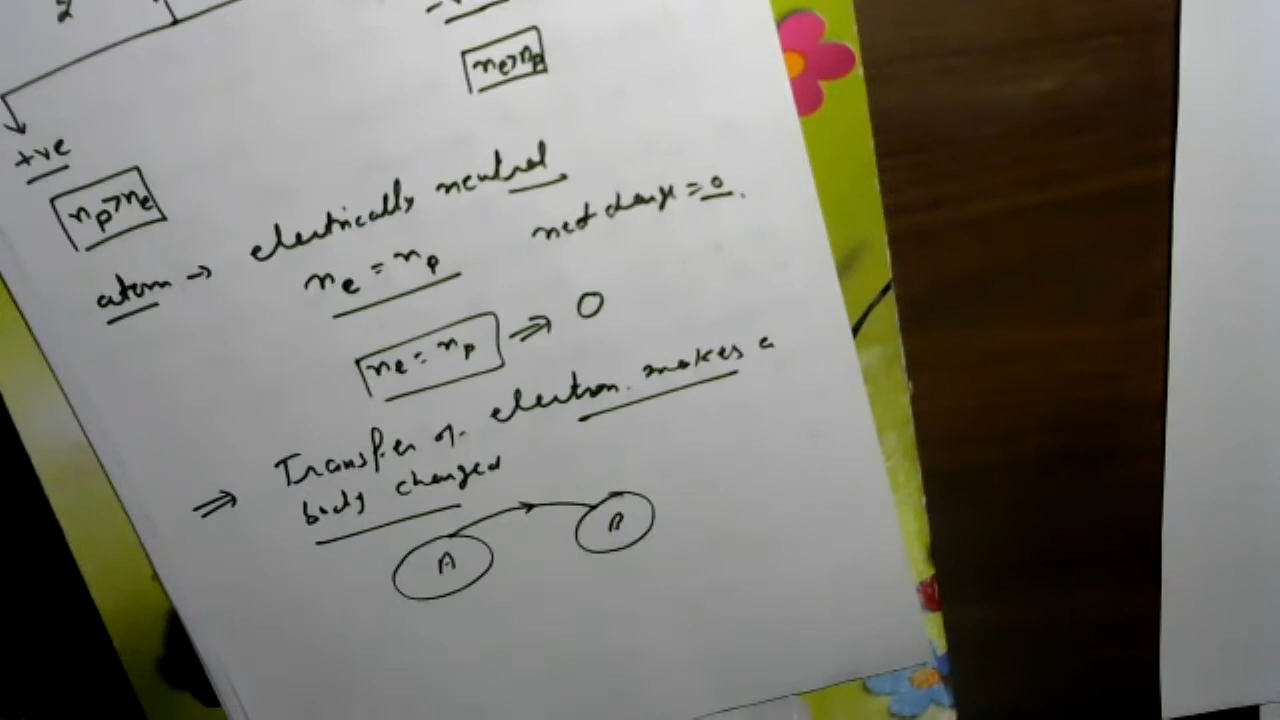 ne>np
+ve
np>ne
atom → electrically neutral
ne = np net charge = 0.
ne = np ⇒ 0
⇒ Transfer of electron makes a
body charged
A B